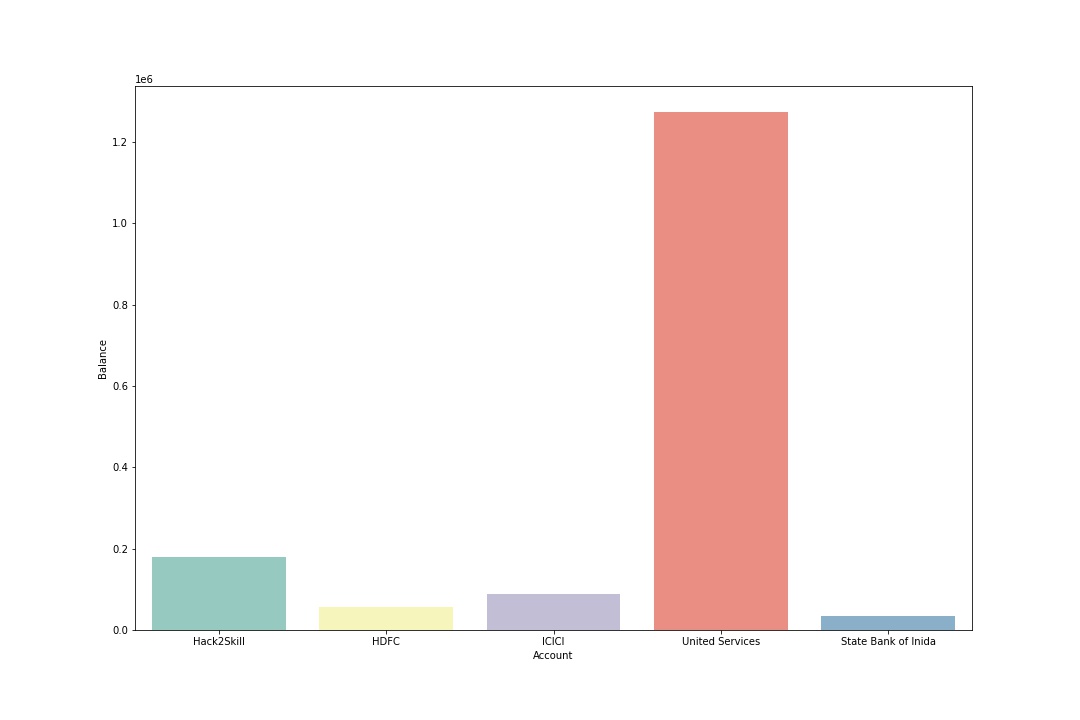 1e6
1.2
1.0
0.8
0.6
0.4
0.2
0.0
Balance
Hack2Skill HDFC ICICI United Services State Bank of Inida
Account